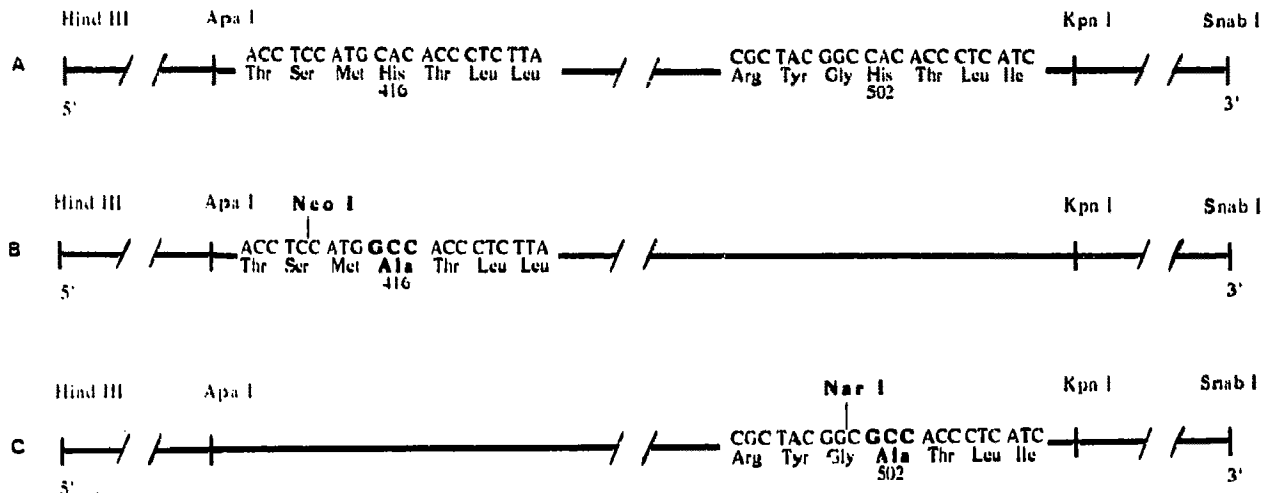 Hind III Apa I Kpn I Snab I
A
ACC TCC ATG CAC ACC CTC TTA CGC TAC GGC CAC ACC CTC ATC
Thr Ser Met His Thr Leu Leu Arg Tyr Gly His Thr Leu Ile
416 502
5' 3'
Hind III Apa I Nco I Kpn I Snab I
B
ACC TCC ATG GCC ACC CTC TTA
Thr Ser Met Ala Thr Leu Leu
416
5' 3'
Hind III Apa I Nar I Kpn I Snab I
C
CGC TAC GGC GCC ACC CTC ATC
Arg Tyr Gly Ala Thr Leu Ile
502
5' 3'